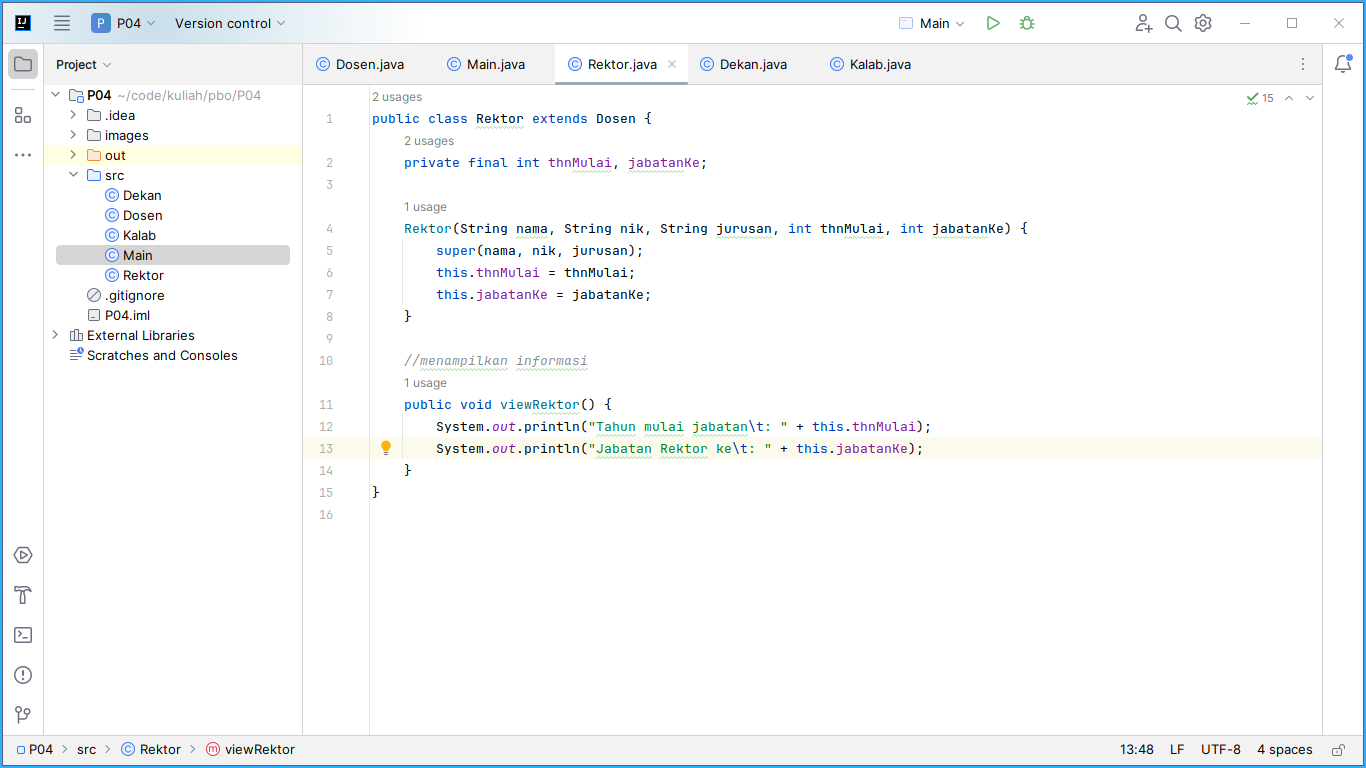 P P04 Version control Main
Project
Dosen.java Main.java Rektor.java Dekan.java Kalab.java
P04 ~/code/kuliah/pbo/P04
.idea
images
out
src
Dekan
Dosen
Kalab
Main
Rektor
.gitignore
P04.iml
External Libraries
Scratches and Consoles
2 usages
15
1 public class Rektor extends Dosen {
2 usages
2 private final int thnMulai, jabatanKe;
3
1 usage
4 Rektor(String nama, String nik, String jurusan, int thnMulai, int jabatanKe) {
5 super(nama, nik, jurusan);
6 this.thnMulai = thnMulai;
7 this.jabatanKe = jabatanKe;
8 }
9
10 //menampilkan informasi
1 usage
11 public void viewRektor() {
12 System.out.println("Tahun mulai jabatan\t: " + this.thnMulai);
13 System.out.println("Jabatan Rektor ke\t: " + this.jabatanKe);
14 }
15 }
16
P04 > src > Rektor > viewRektor 13:48 LF UTF-8 4 spaces